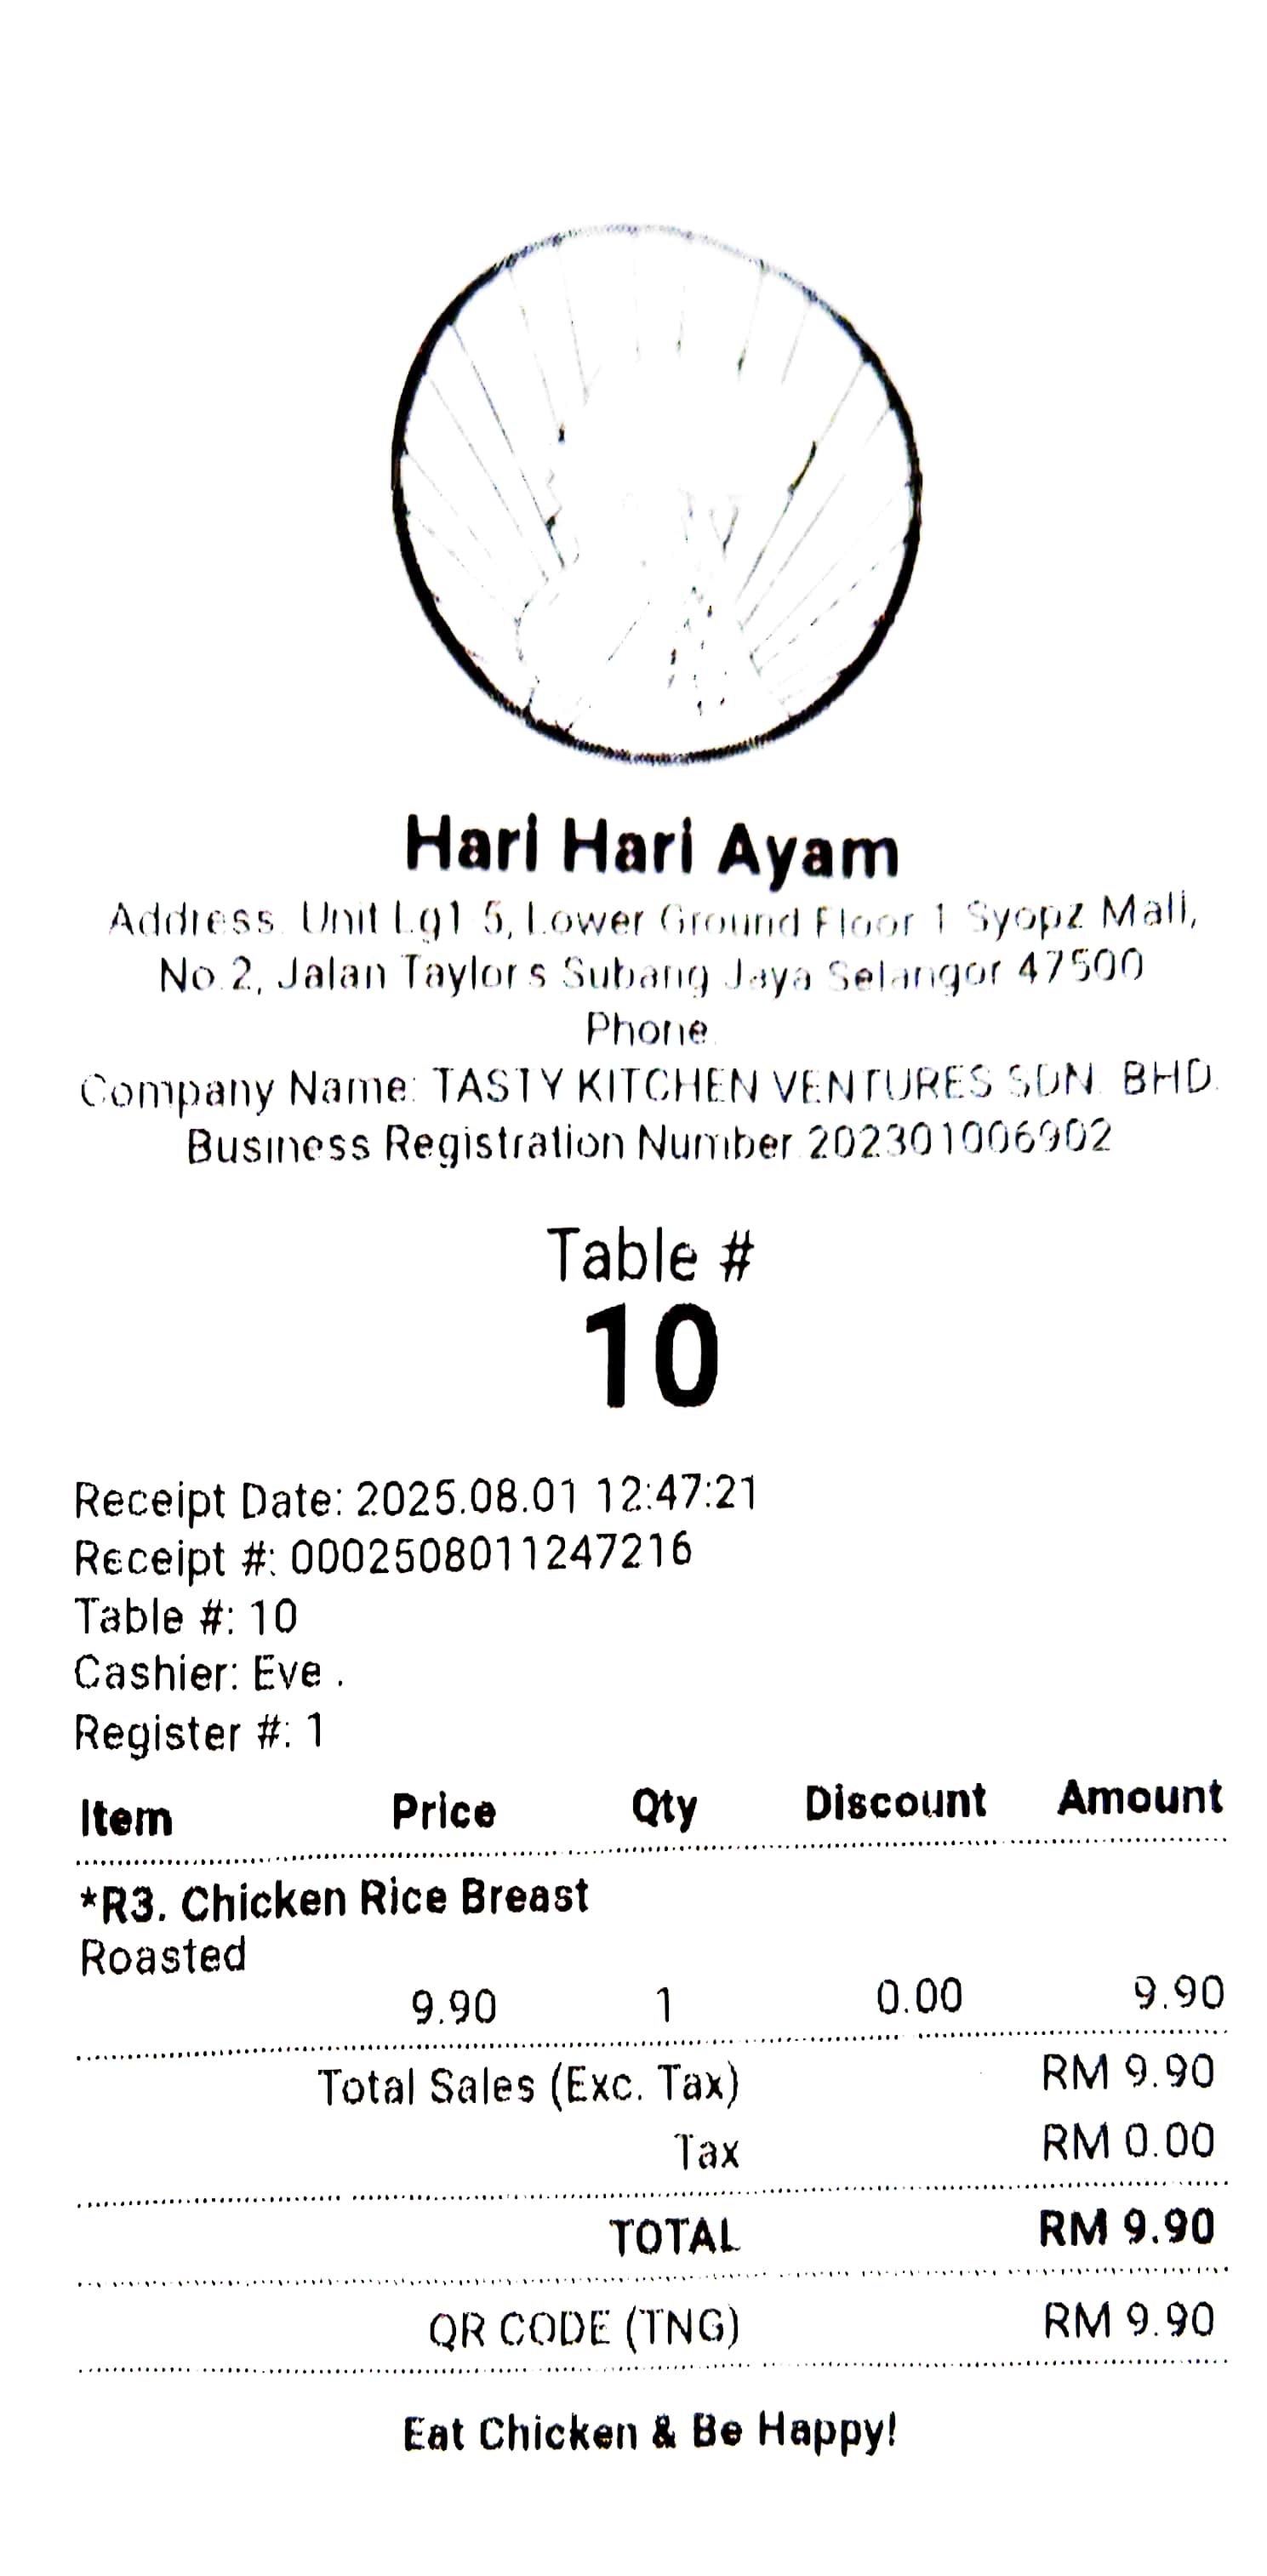 Hari Hari Ayam
Address. Unit Lg1 5, Lower Ground Floor 1 Syopz Mall,
No.2, Jalan Taylor s Subang Jaya Selangor 47500
Phone
Company Name: TASTY KITCHEN VENTURES SDN. BHD.
Business Registration Number 202301006902
Table #
10
Receipt Date: 2025.08.01 12:47:21
Receipt #: 0002508011247216
Table #: 10
Cashier: Eve .
Register #: 1
Item Price Qty Discount Amount
*R3. Chicken Rice Breast
Roasted
9.90 1 0.00 9.90
Total Sales (Exc. Tax) RM 9.90
Tax RM 0.00
TOTAL RM 9.90
QR CODE (TNG) RM 9.90
Eat Chicken & Be Happy!